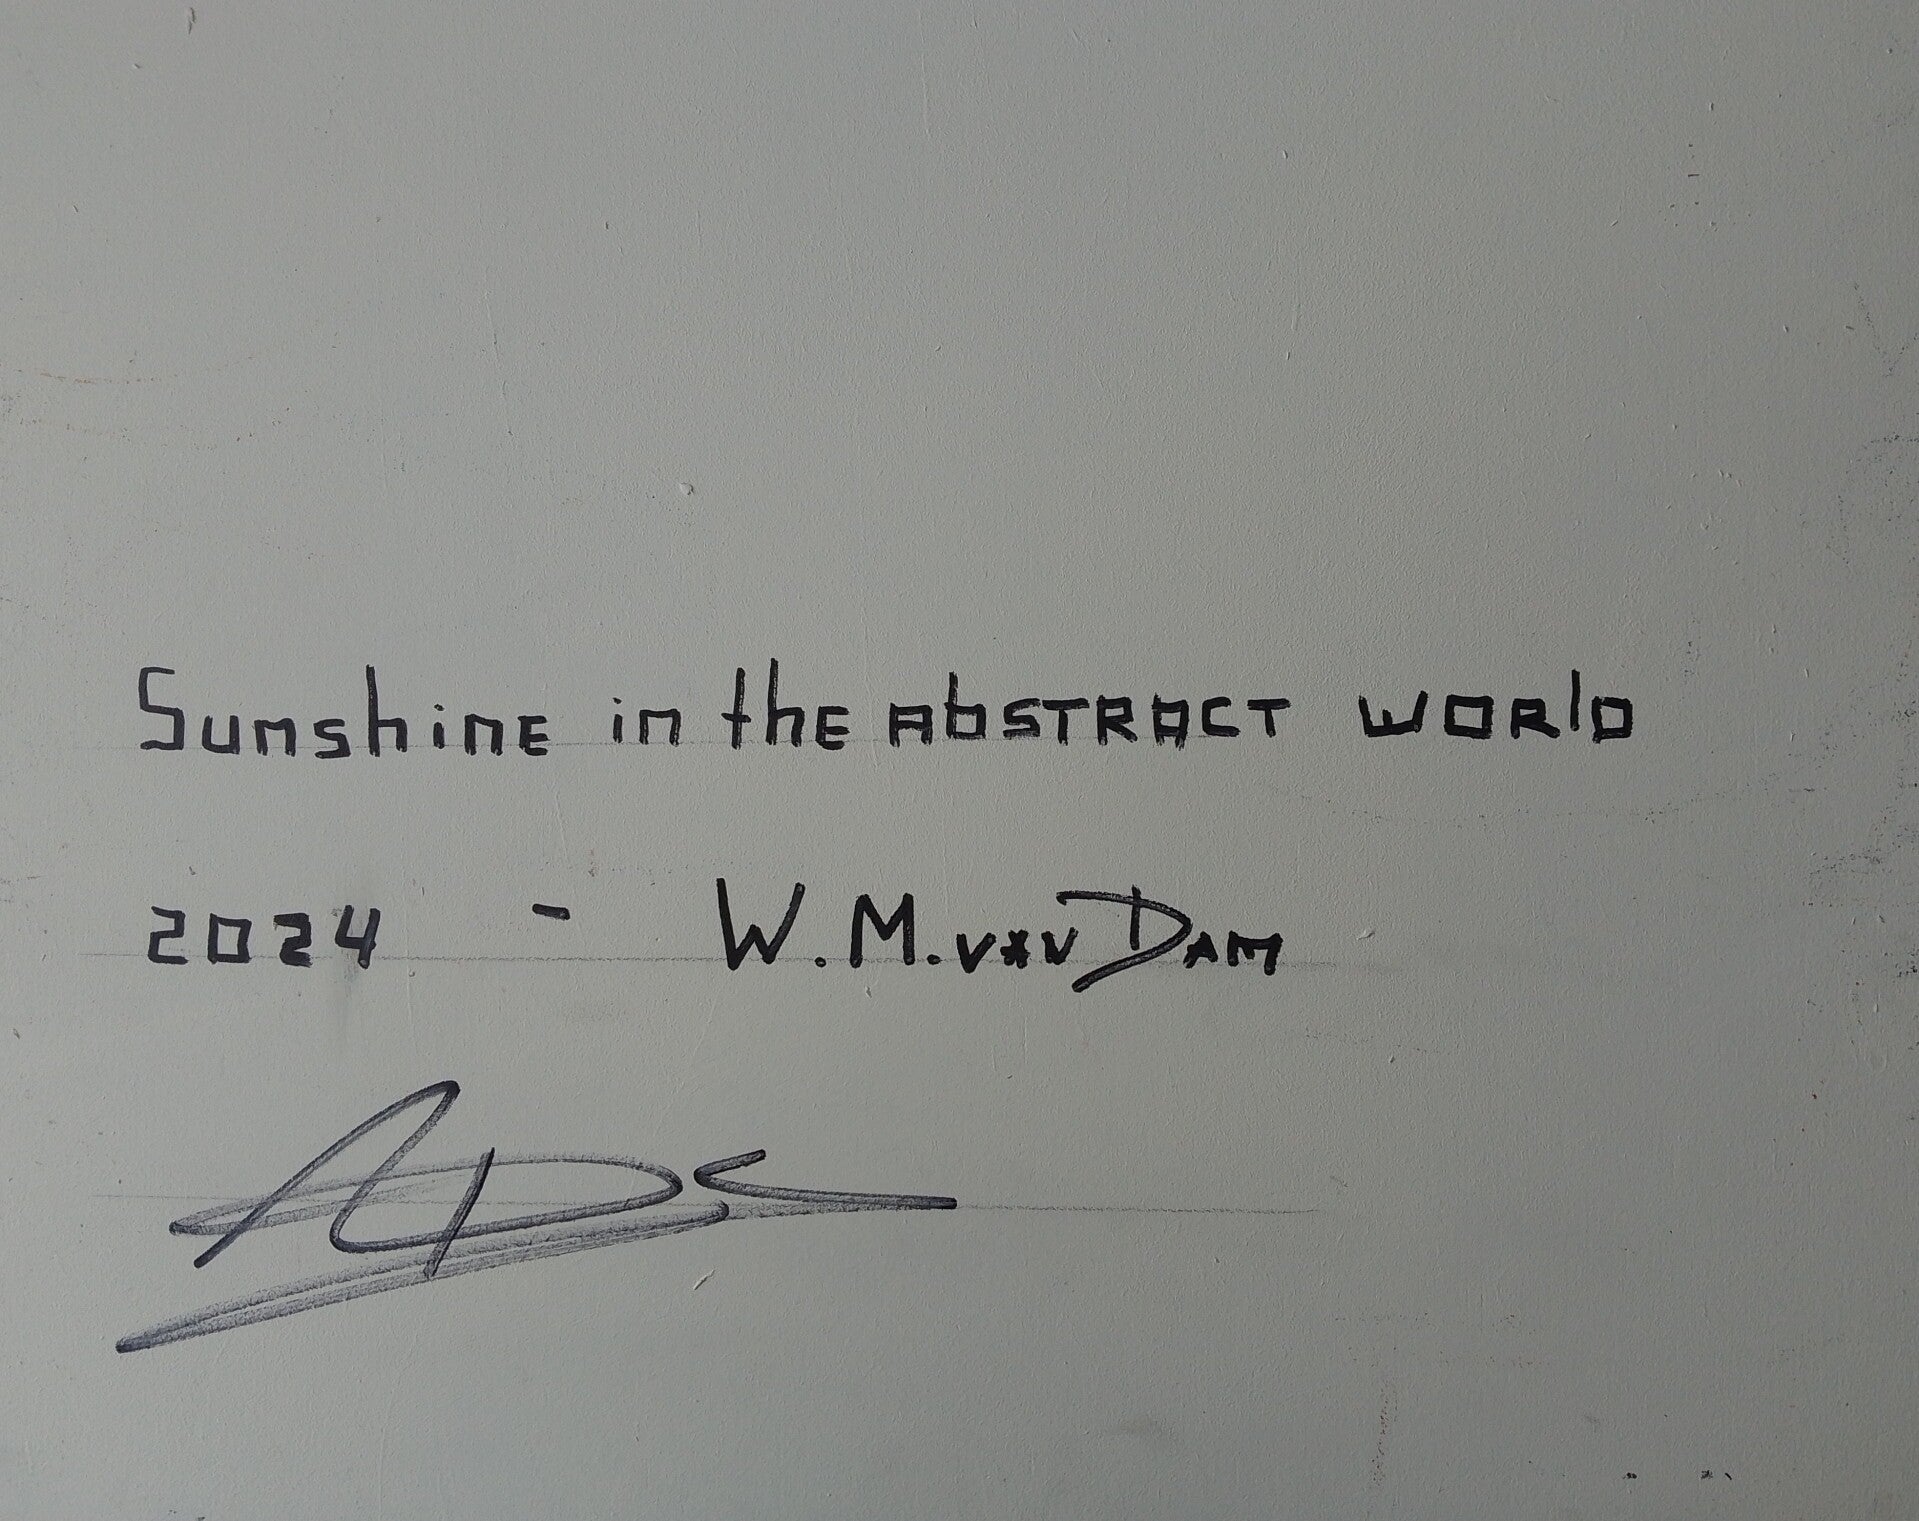 Sunshine in the abstract world
2024 - W.M. van Dam